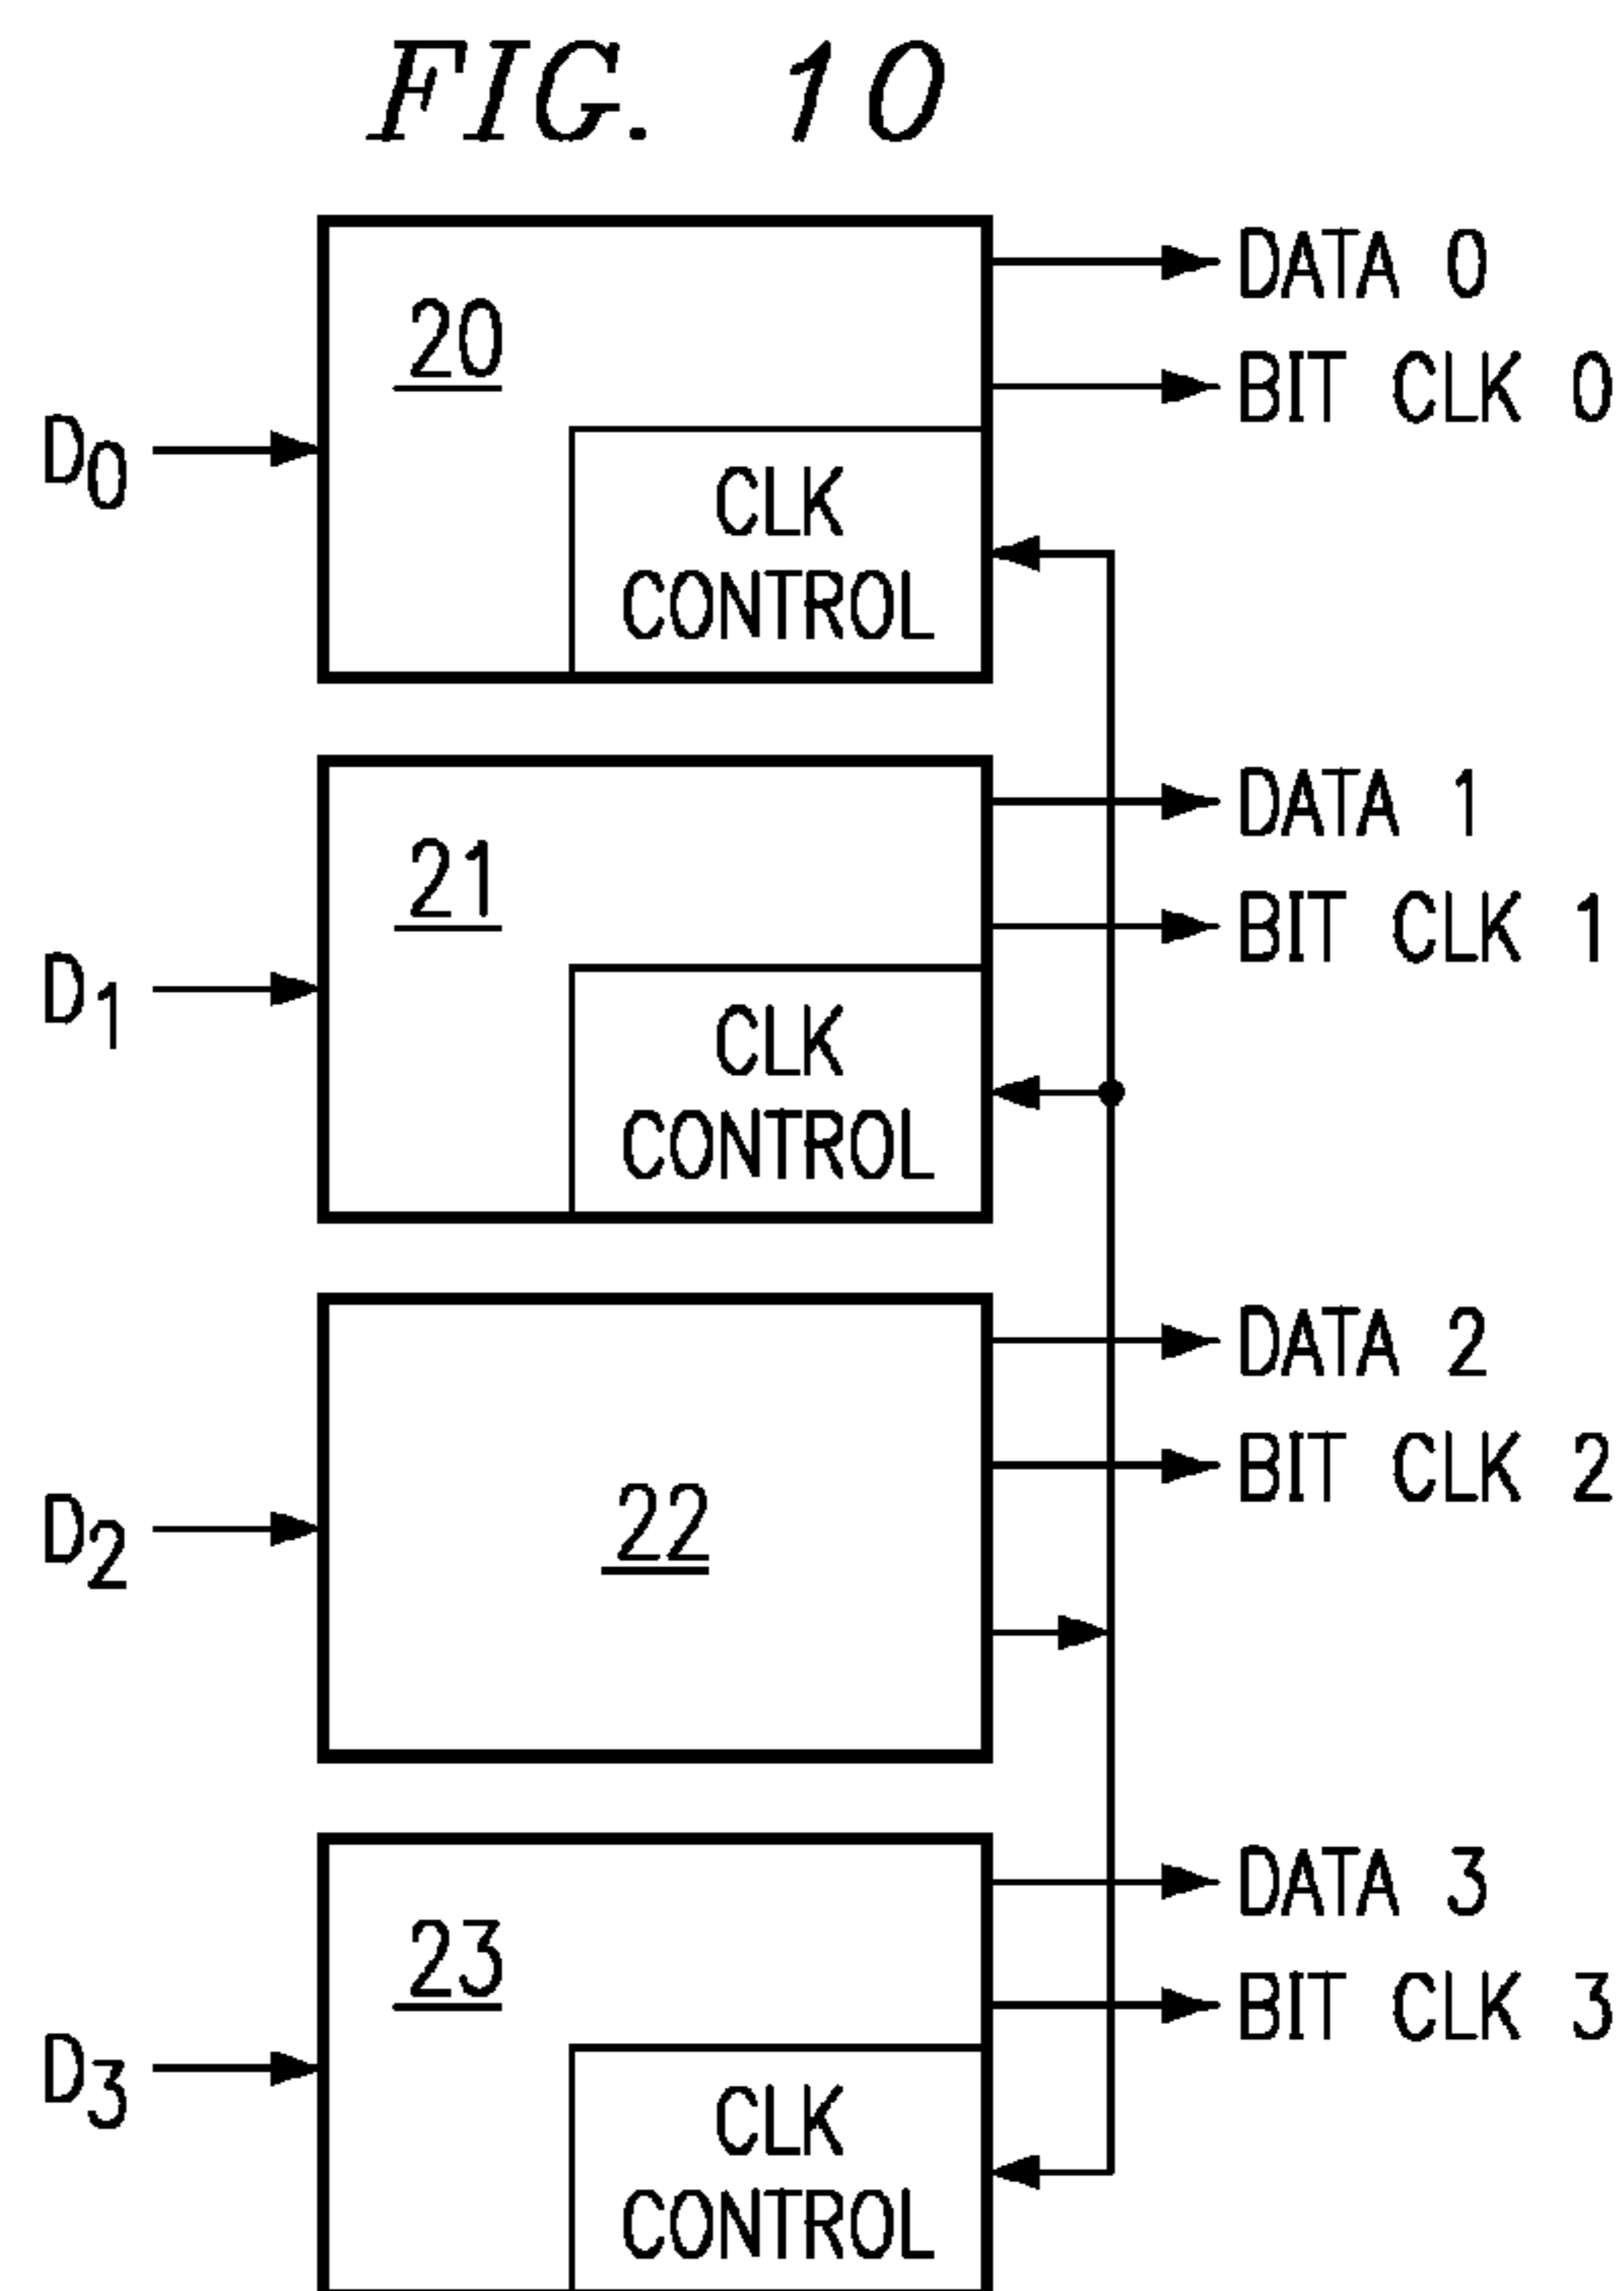 FIG. 10
20
DATA 0
BIT CLK 0
D0
CLK
CONTROL
21
DATA 1
BIT CLK 1
D1
CLK
CONTROL
22
DATA 2
BIT CLK 2
D2
23
DATA 3
BIT CLK 3
D3
CLK
CONTROL